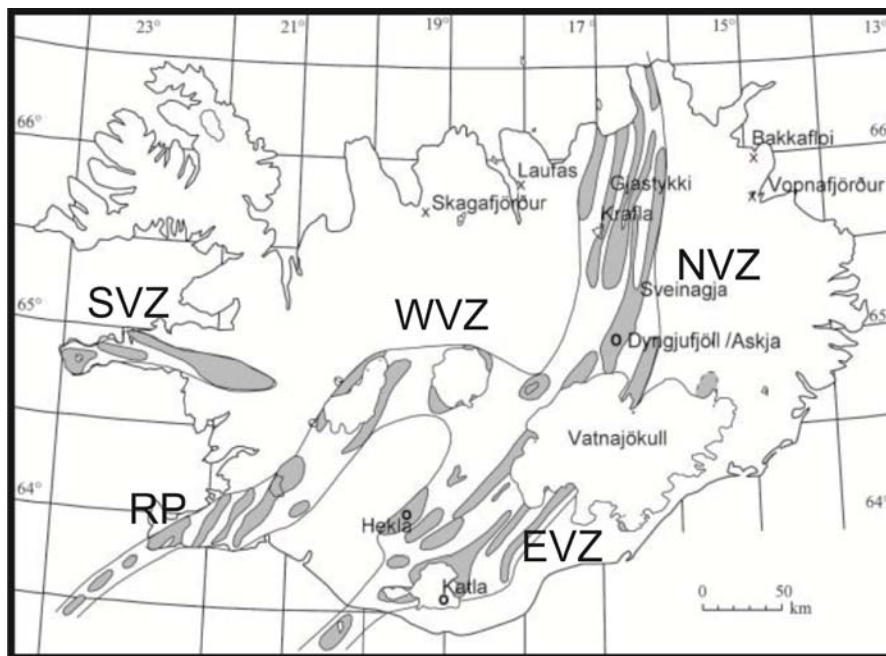 23° 21° 19° 17° 15° 13°
66° 66°
Bakkafloi
Laufas
Gjastykki
Vopnafjörður
Skagafjörður
Krafla
NVZ
SVZ
Sveinagja
65° 65°
WVZ
Dyngjufjöll /Askja
Vatnajökull
64° 64°
RP
Hekla
EVZ
Katla
0 50
km